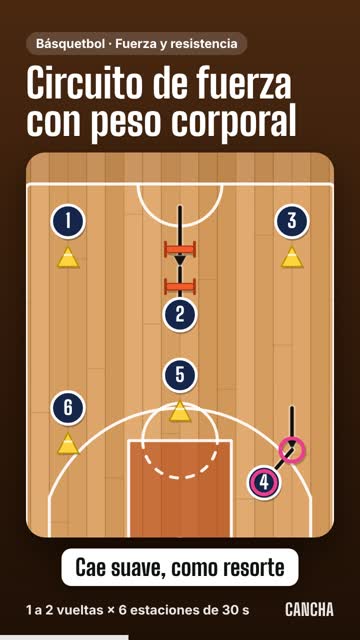 Básquetbol · Fuerza y resistencia
Circuito de fuerza
con peso corporal
1
3
2
5
6
4
Cae suave, como resorte
1 a 2 vueltas × 6 estaciones de 30 s
CANCHA